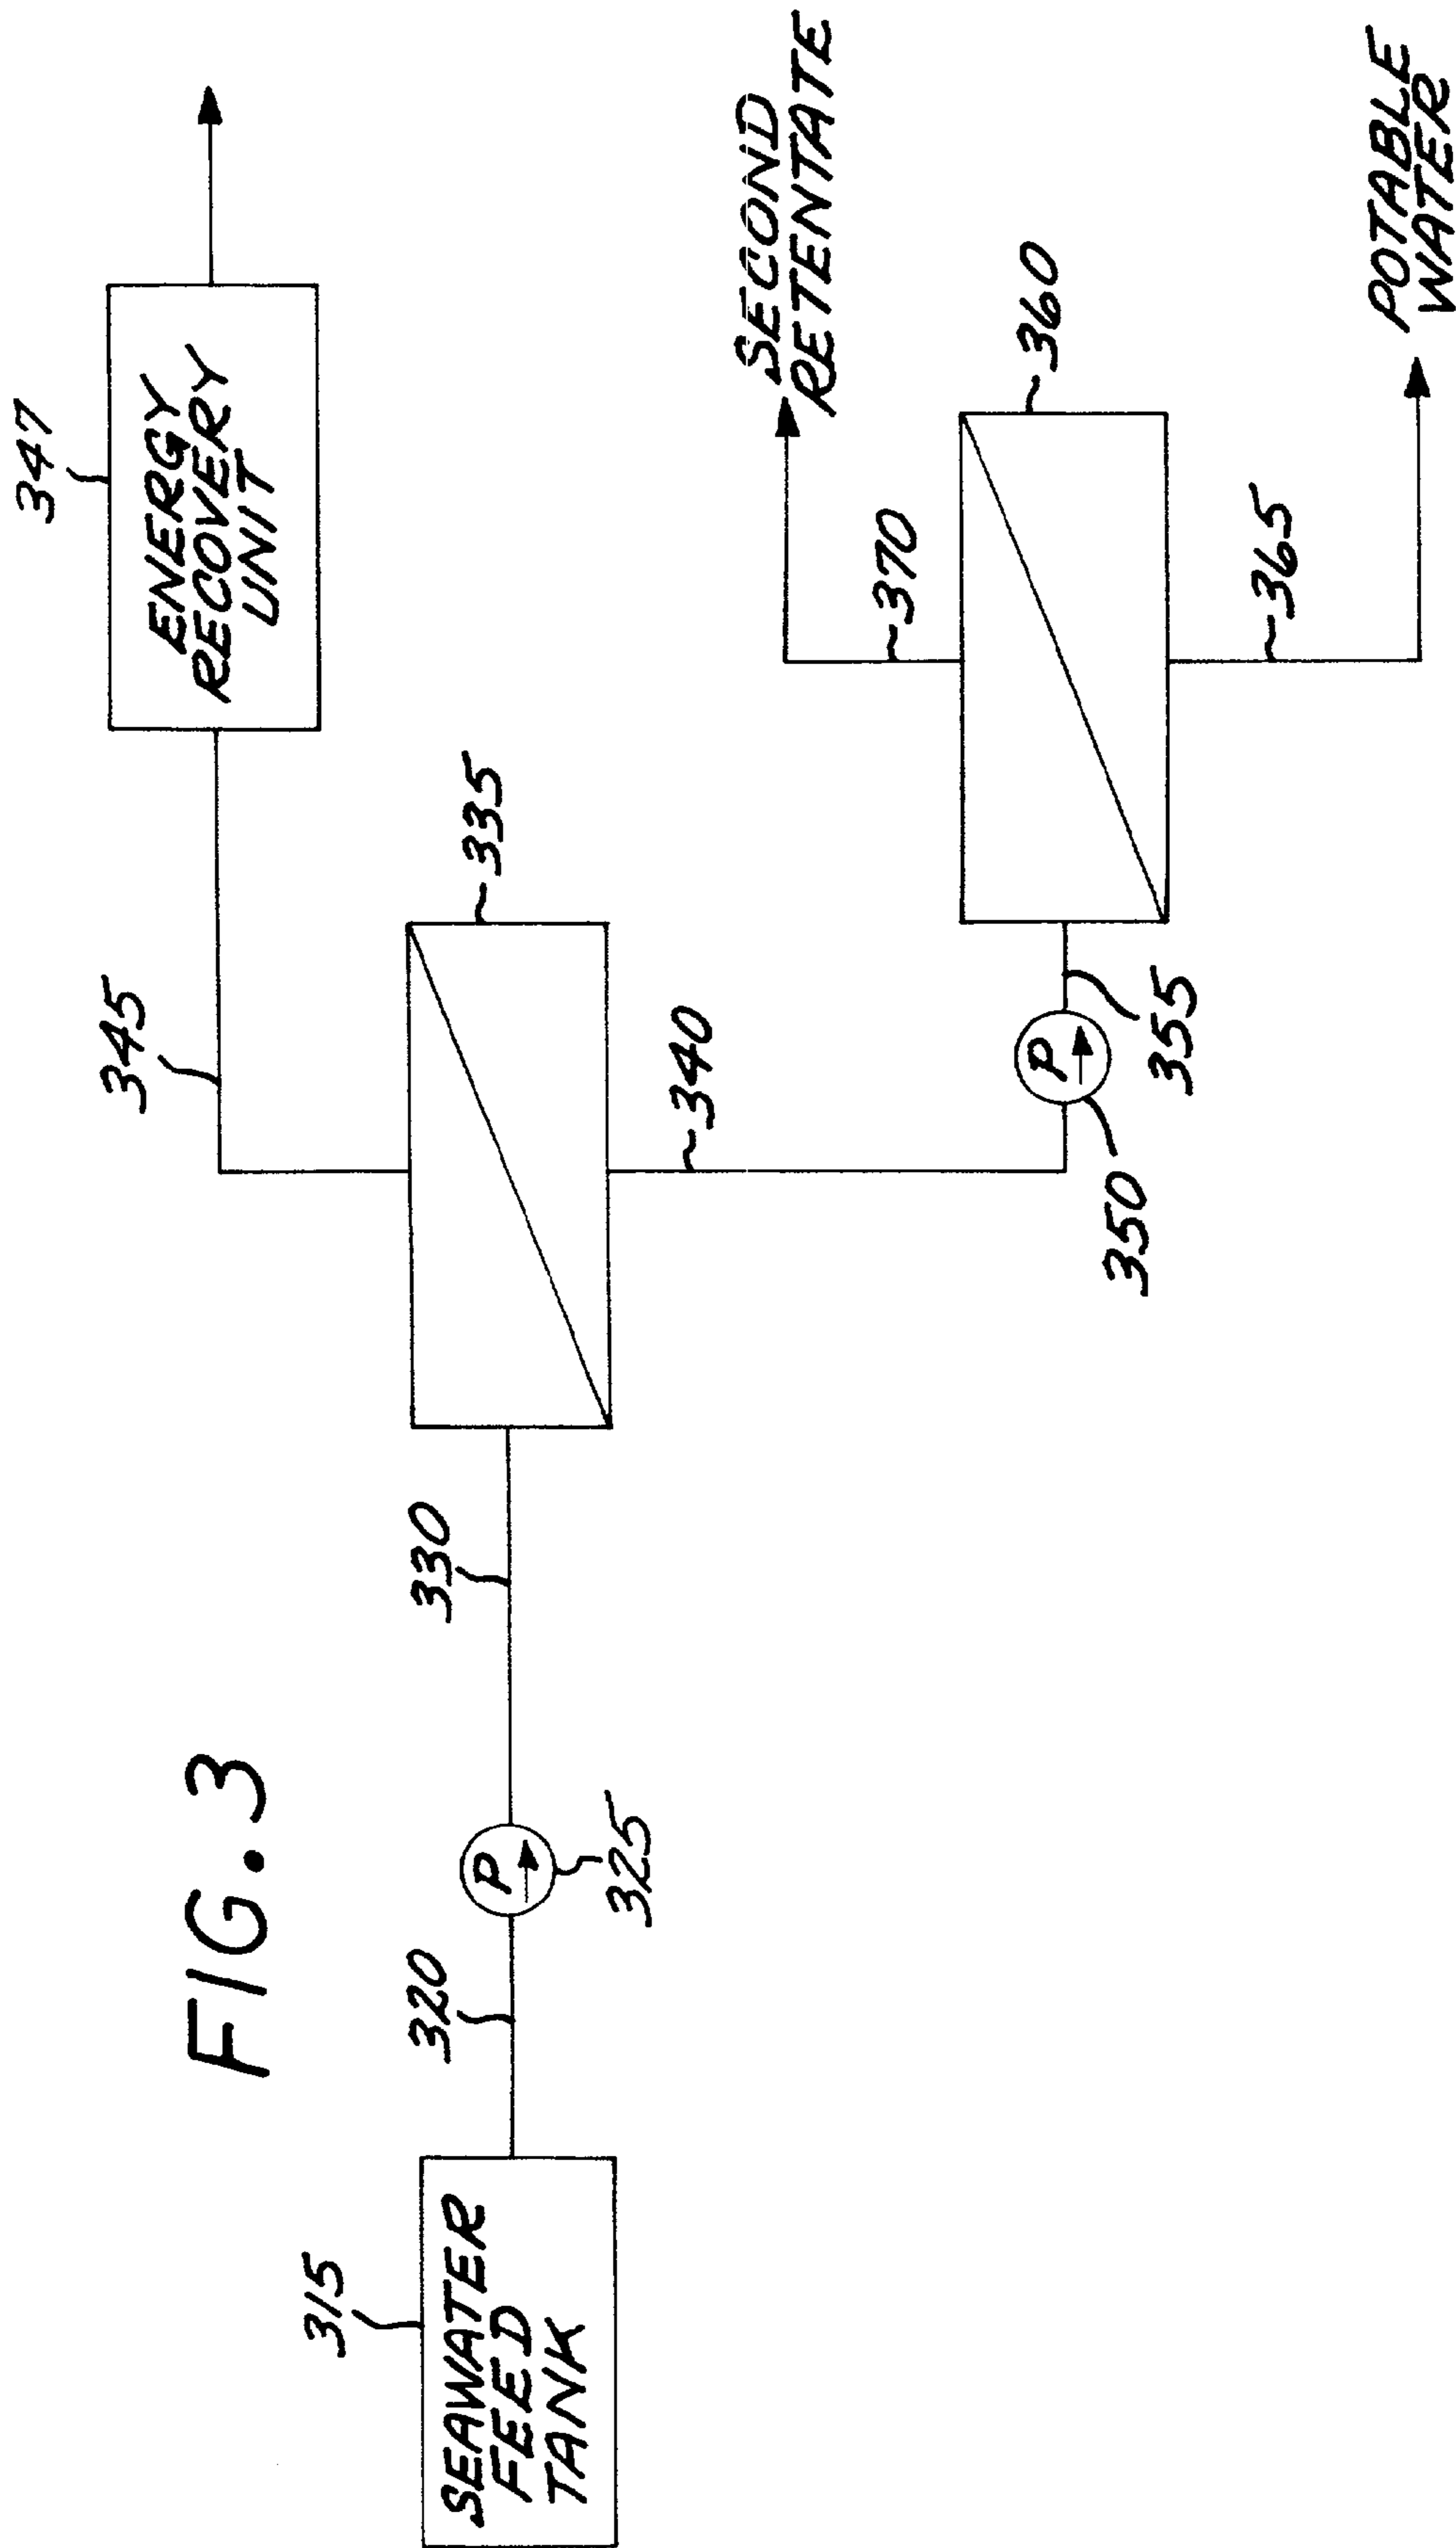 FIG. 3
347
ENERGY
RECOVERY
UNIT
345
335
330
320
325
315
SEAWATER
FEED
TANK
340
SECOND
RETENTATE
370
360
P
P
350
355
365
POTABLE
WATER